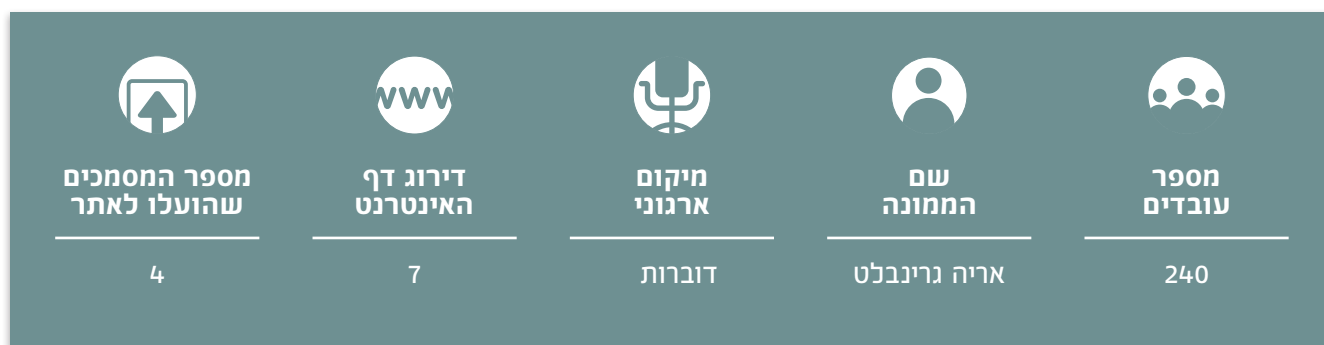 מספר
עובדים
240
שם
הממונה
אריה גרינבלט
מיקום
ארגוני
דוברות
www
דירוג דף
האינטרנט
7
מספר המסמכים
שהועלו לאתר
4